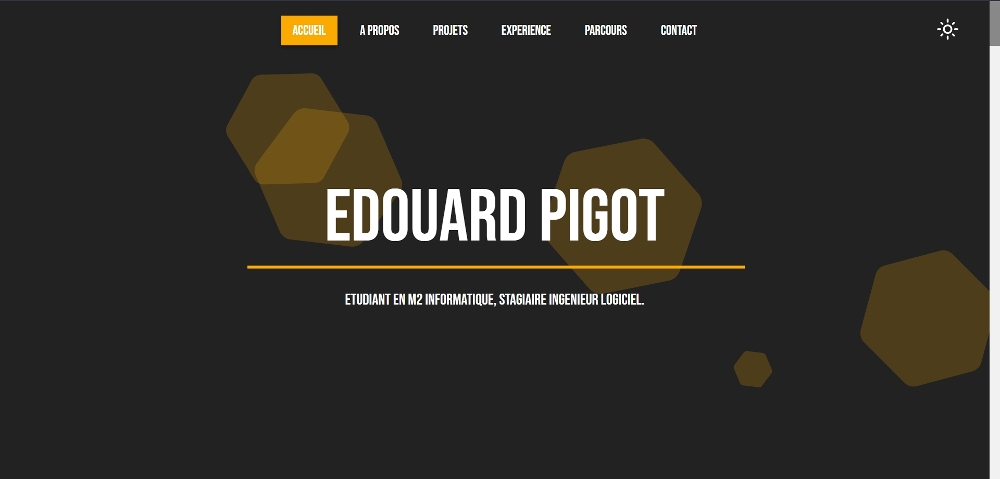 ACCUEIL A PROPOS PROJETS EXPERIENCE PARCOURS CONTACT
EDOUARD PIGOT
ETUDIANT EN M2 INFORMATIQUE, STAGIAIRE INGENIEUR LOGICIEL.